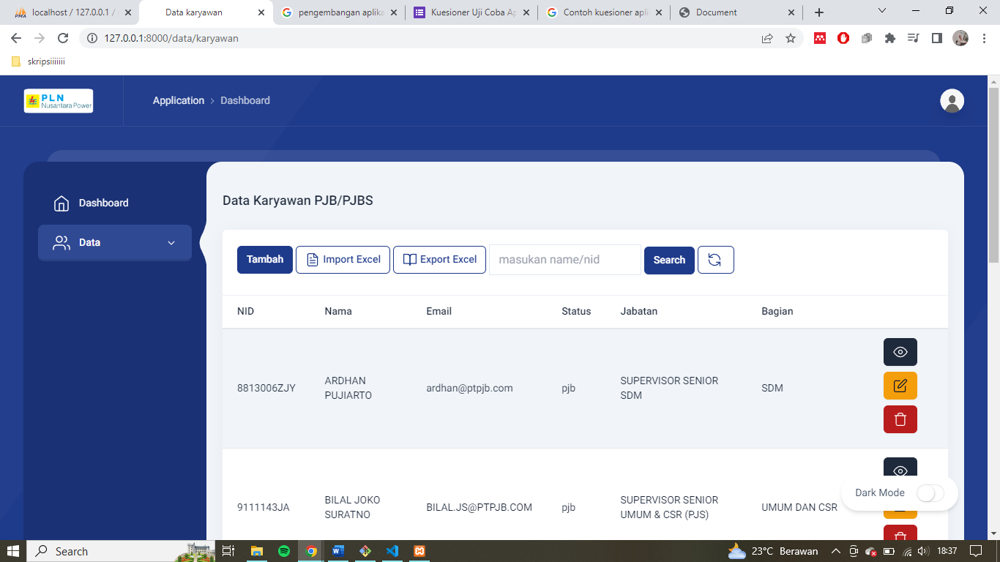 localhost / 127.0.0.1 /
Data karyawan
pengembangan aplika
Kuesioner Uji Coba Ap
Contoh kuesioner apli
Document
127.0.0.1:8000/data/karyawan
skripsiiiiiii
PLN
Nusantara Power
Application > Dashboard
Dashboard
Data
Data Karyawan PJB/PJBS
Tambah Import Excel Export Excel masukan name/nid Search
NID Nama Email Status Jabatan Bagian
8813006ZJY ARDHAN PUJIARTO ardhan@ptpjb.com pjb SUPERVISOR SENIOR SDM SDM
9111143JA BILAL JOKO SURATNO BILAL.JS@PTPJB.COM pjb SUPERVISOR SENIOR UMUM & CSR (PJS) UMUM DAN CSR
Dark Mode
Search
23°C Berawan
18:37